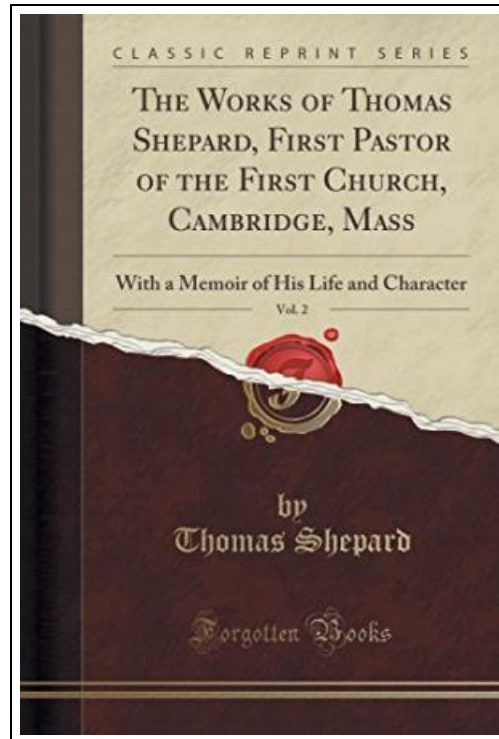 CLASSIC REPRINT SERIES
THE WORKS OF THOMAS
SHEPARD, FIRST PASTOR
OF THE FIRST CHURCH,
CAMBRIDGE, MASS
With a Memoir of His Life and Character
Vol. 2
F
by
Thomas Shepard
Forgotten Books